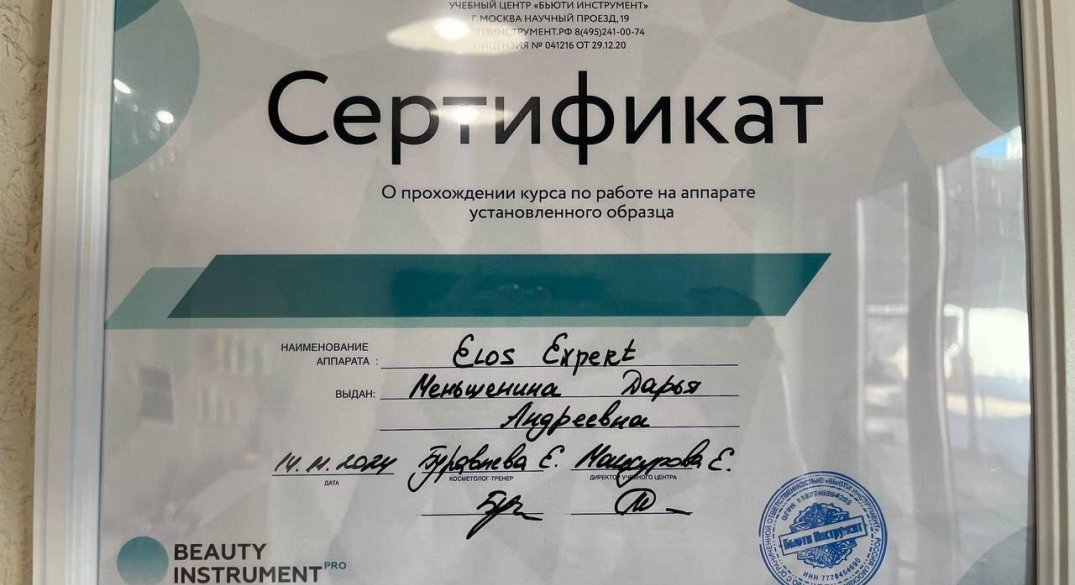 УЧЕБНЫЙ ЦЕНТР «БЬЮТИ ИНСТРУМЕНТ»
Г МОСКВА НАУЧНЫЙ ПРОЕЗД, 19
ТИИНСТРУМЕНТ.РФ 8(495)241-00-74
ЛИЦЕНЗИЯ № 041216 ОТ 29.12.20
Сертификат
О прохождении курса по работе на аппарате
установленного образца
НАИМЕНОВАНИЕ
АППАРАТА : Elos Expert
ВЫДАН: Меньшенина Дарья
Андреевна
14.11.2024 Е. Е.
ДАТА КОСМЕТОЛОГ-ТРЕНЕР ДИРЕКТОР УЧЕБНОГО ЦЕНТРА
BEAUTY
INSTRUMENT PRO
Бьюти Инструмент